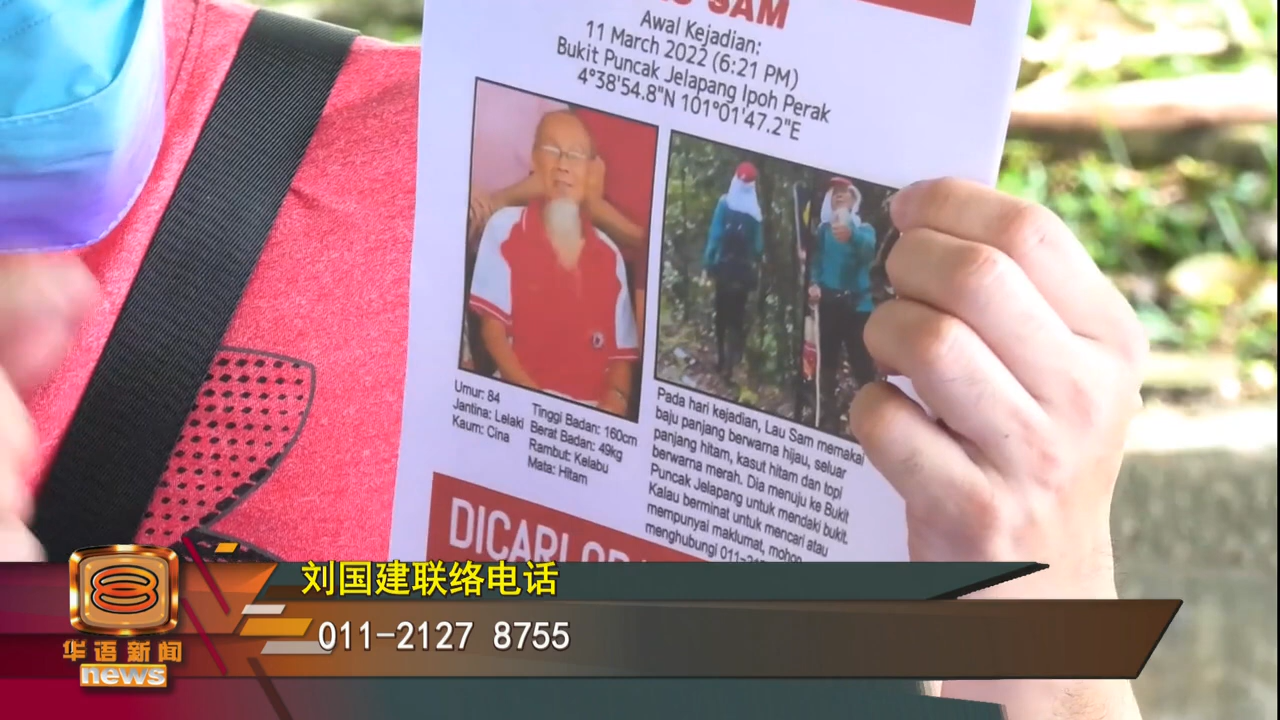 SAM
Awal Kejadian:
11 March 2022 (6:21 PM)
Bukit Puncak Jelapang Ipoh Perak
4°38'54.8"N 101°01'47.2"E
Umur: 84
Jantina: Lelaki
Kaum: Cina
Tinggi Badan: 160cm
Berat Badan: 49kg
Rambut: Kelabu
Mata: Hitam
Pada hari kejadian, Lau Sam memakai
baju panjang berwarna hijau, seluar
panjang hitam, kasut hitam dan topi
berwarna merah. Dia menuju ke Bukit
Puncak Jelapang untuk mendaki bukit.
Kalau berminat untuk mencari atau
mempunyai maklumat, mohon
menghubungi 011-
DICARI
刘国建联络电话
011-2127 8755
8
华语新闻
news